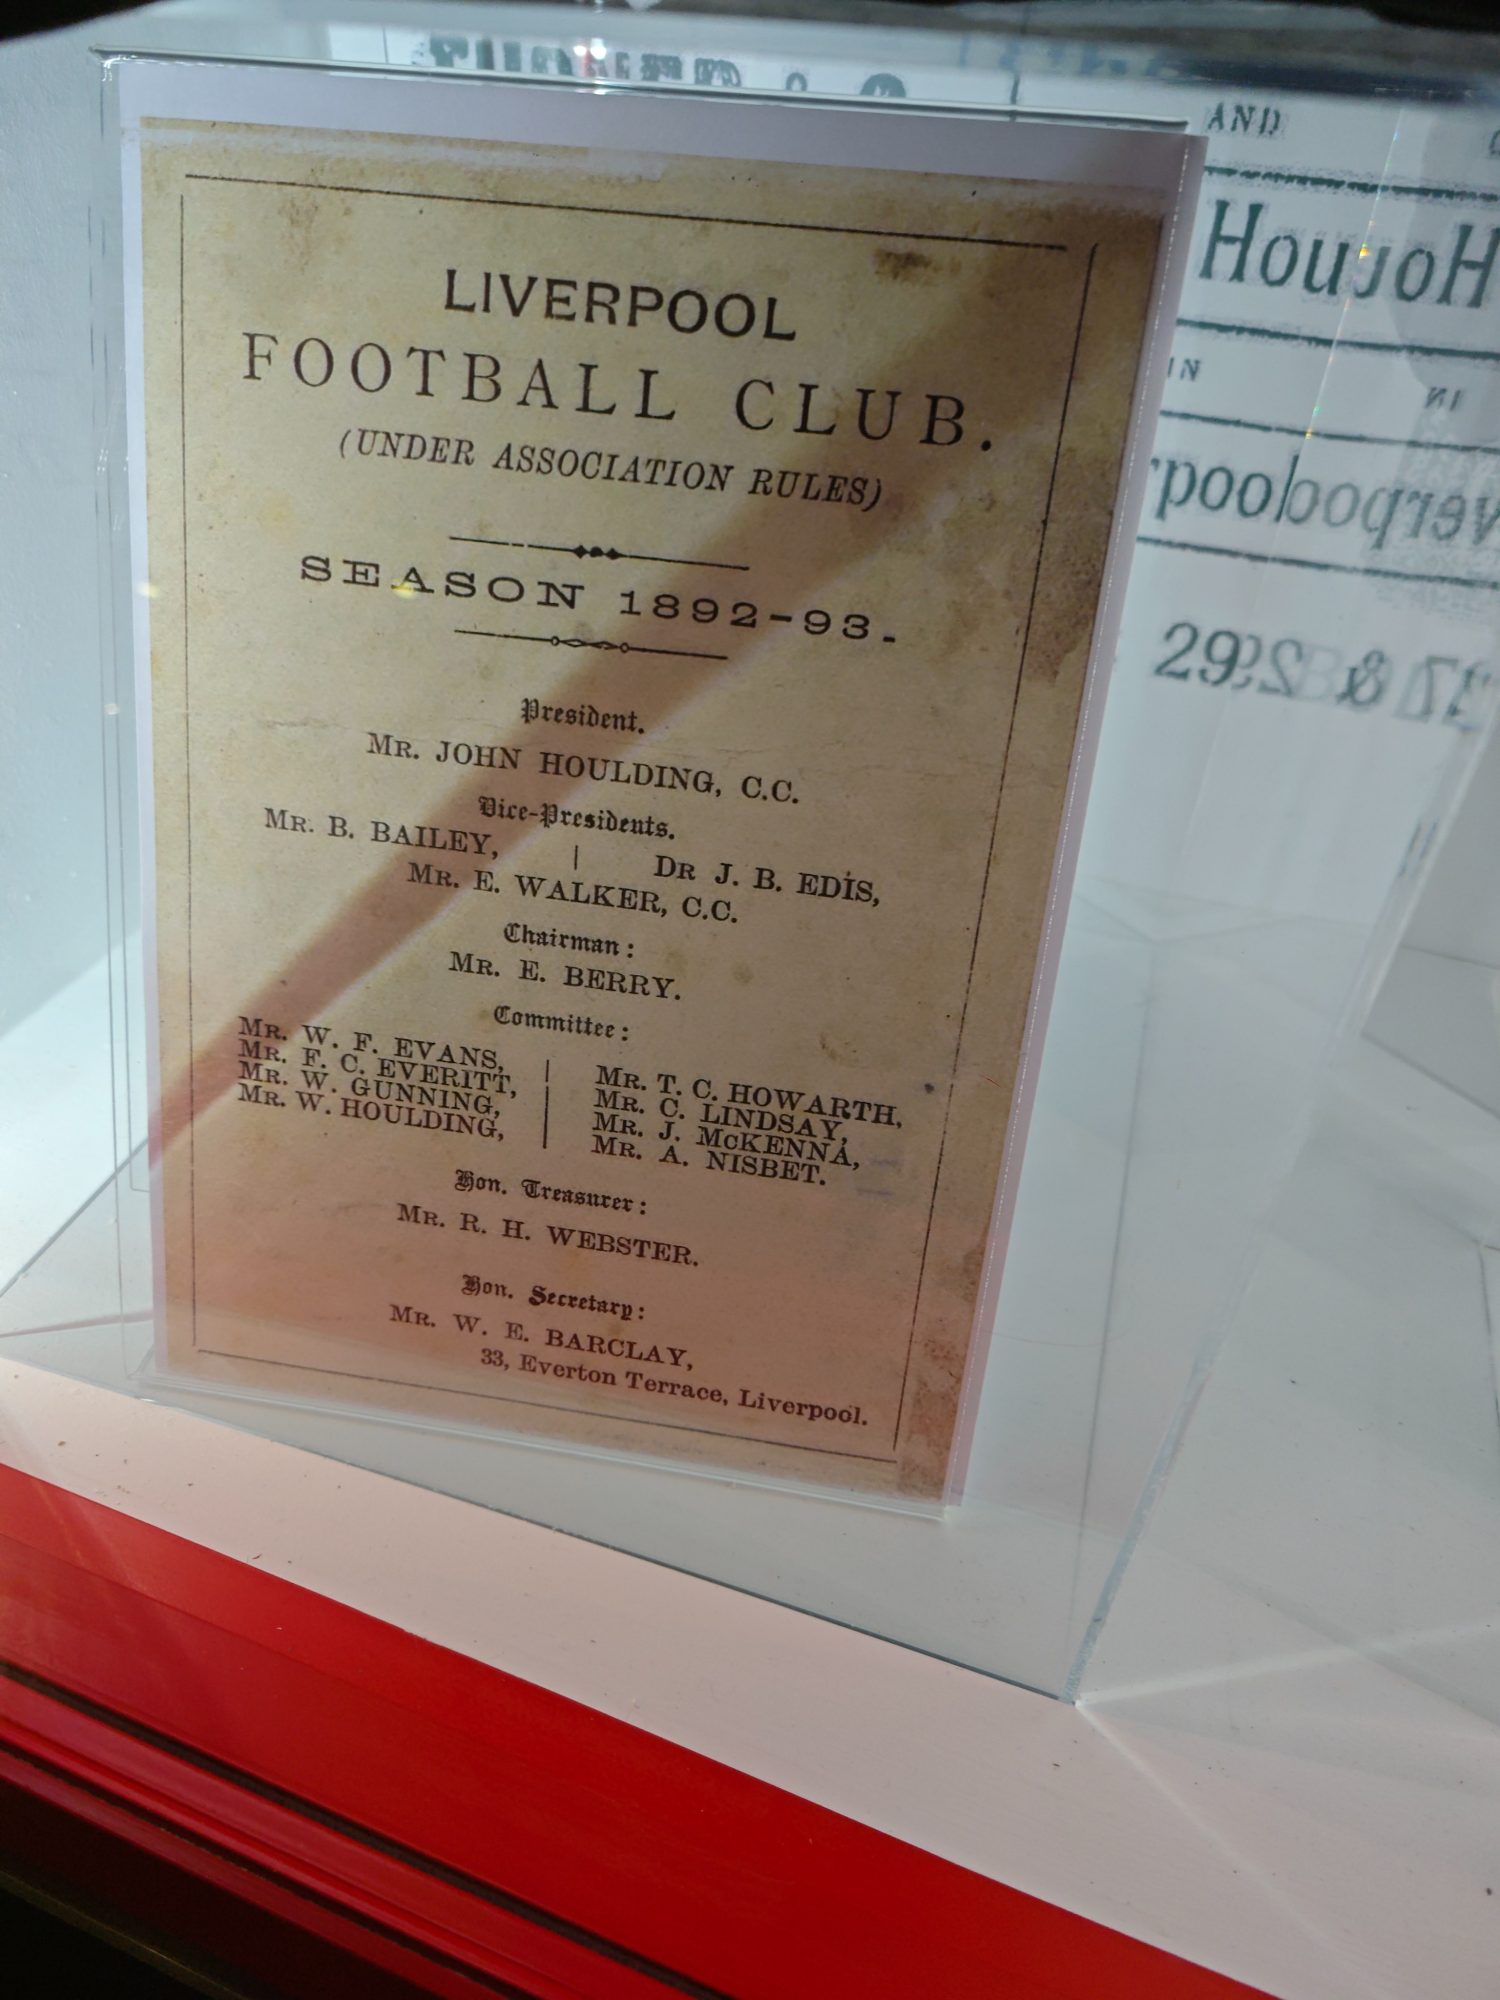 LIVERPOOL
FOOTBALL CLUB.
(UNDER ASSOCIATION RULES)
SEASON 1892-93.
President.
MR. JOHN HOULDING, C.C.
Vice-Presidents.
MR. B. BAILEY, | DR J. B. EDIS,
MR. E. WALKER, C.C.
Chairman:
MR. E. BERRY.
Committee:
MR. W. F. EVANS, | MR. T. C. HOWARTH,
MR. F. C. EVERITT, | MR. C. LINDSAY,
MR. W. GUNNING, | MR. J. McKENNA,
MR. W. HOULDING, | MR. A. NISBET.
Hon. Treasurer:
MR. R. H. WEBSTER.
Hon. Secretary:
MR. W. E. BARCLAY,
33, Everton Terrace, Liverpool.
AND
IN